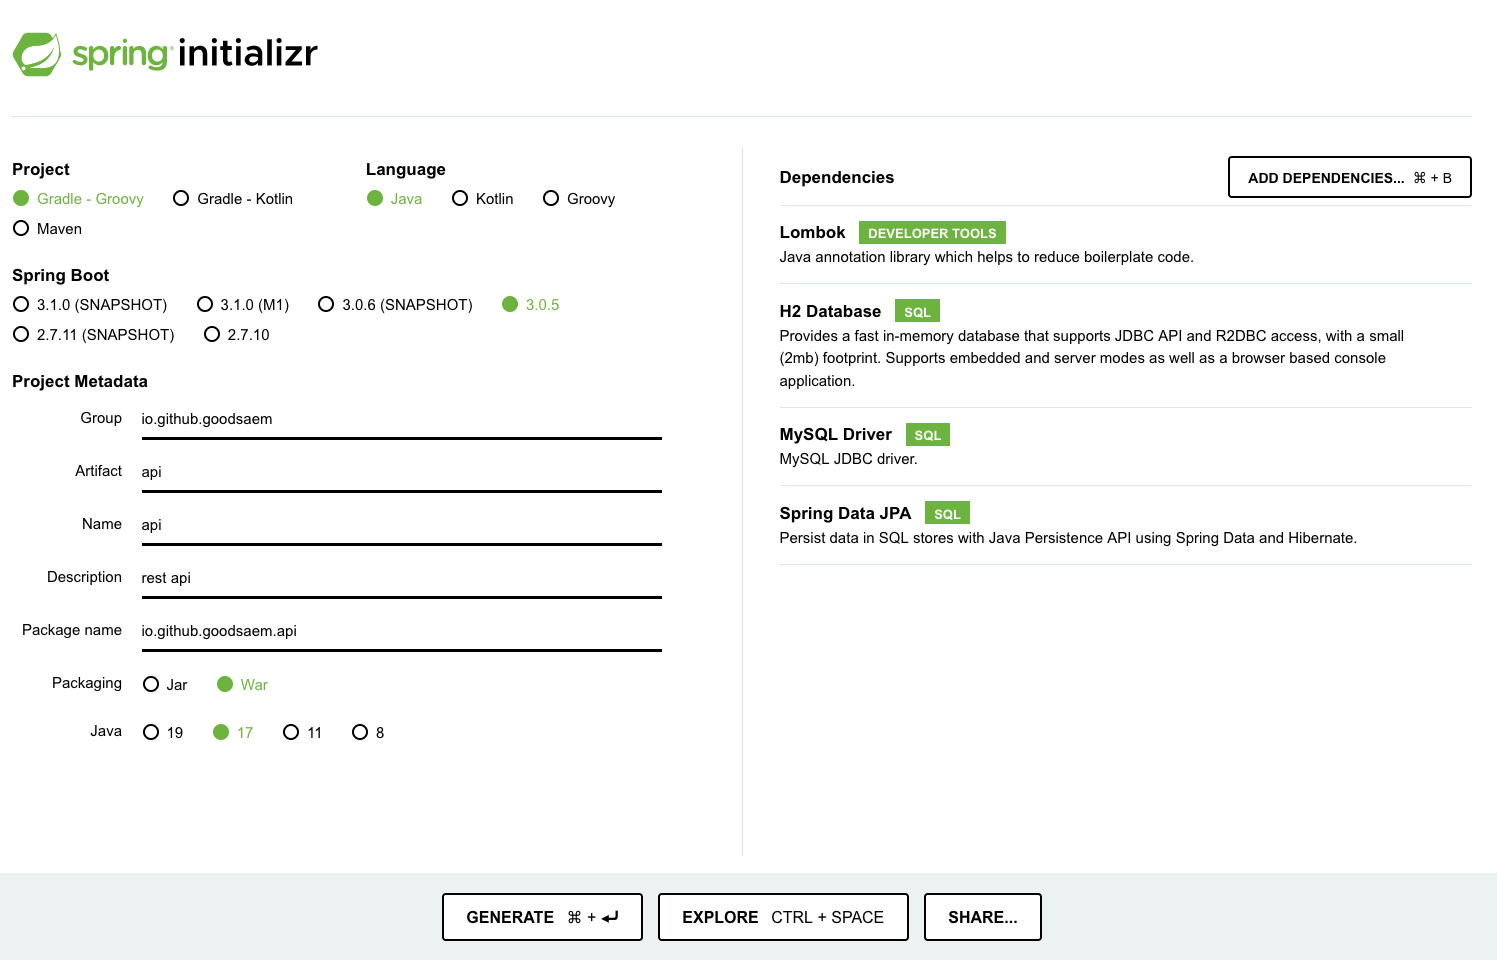 spring initializr
Project
Gradle - Groovy Gradle - Kotlin
Maven
Language
Java Kotlin Groovy
Spring Boot
3.1.0 (SNAPSHOT) 3.1.0 (M1) 3.0.6 (SNAPSHOT) 3.0.5
2.7.11 (SNAPSHOT) 2.7.10
Project Metadata
Group io.github.goodsaem
Artifact api
Name api
Description rest api
Package name io.github.goodsaem.api
Packaging Jar War
Java 19 17 11 8
Dependencies
ADD DEPENDENCIES... ⌘ + B
Lombok DEVELOPER TOOLS
Java annotation library which helps to reduce boilerplate code.
H2 Database SQL
Provides a fast in-memory database that supports JDBC API and R2DBC access, with a small
(2mb) footprint. Supports embedded and server modes as well as a browser based console
application.
MySQL Driver SQL
MySQL JDBC driver.
Spring Data JPA SQL
Persist data in SQL stores with Java Persistence API using Spring Data and Hibernate.
GENERATE ⌘ + ⏎
EXPLORE CTRL + SPACE
SHARE...